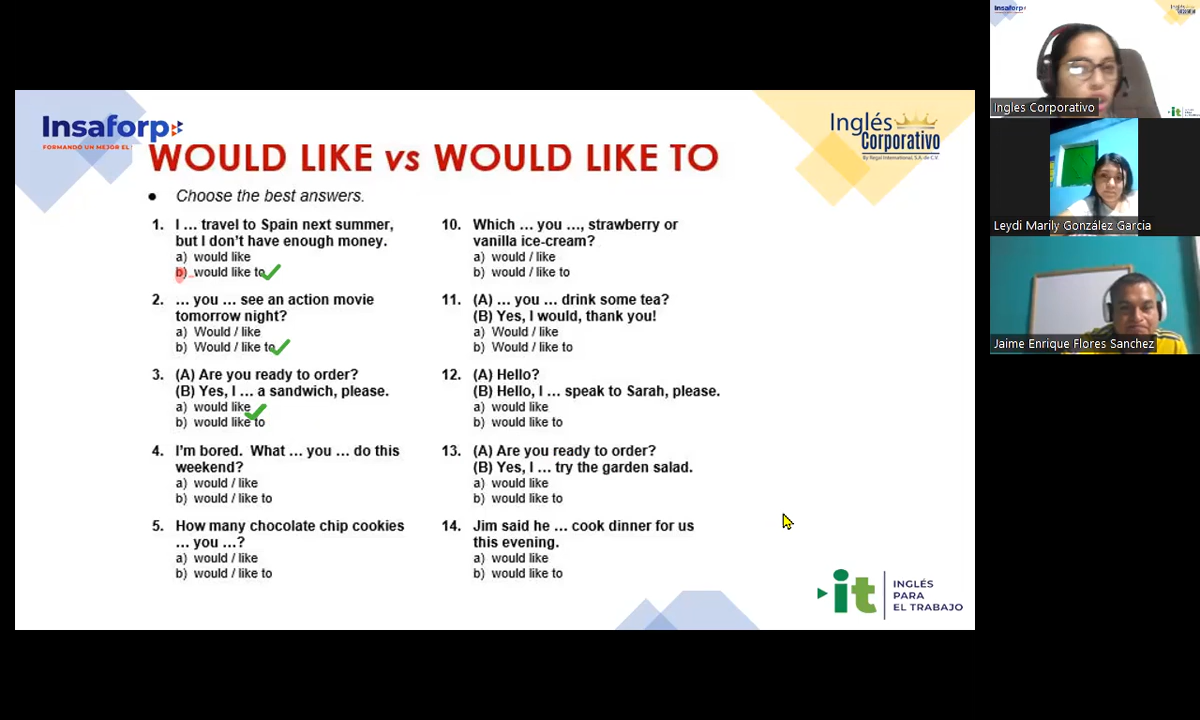 Insaforp
FORMANDO UN MEJOR EL
Inglés
Corporativo
By Regal International, S.A. de C.V.
WOULD LIKE vs WOULD LIKE TO
● Choose the best answers.
1. I … travel to Spain next summer,
but I don't have enough money.
a) would like
b) would like to
2. … you … see an action movie
tomorrow night?
a) Would / like
b) Would / like to
3. (A) Are you ready to order?
(B) Yes, I … a sandwich, please.
a) would like
b) would like to
4. I'm bored. What … you … do this
weekend?
a) would / like
b) would / like to
5. How many chocolate chip cookies
… you …?
a) would / like
b) would / like to
10. Which … you …, strawberry or
vanilla ice-cream?
a) would / like
b) would / like to
11. (A) … you … drink some tea?
(B) Yes, I would, thank you!
a) Would / like
b) Would / like to
12. (A) Hello?
(B) Hello, I … speak to Sarah, please.
a) would like
b) would like to
13. (A) Are you ready to order?
(B) Yes, I … try the garden salad.
a) would like
b) would like to
14. Jim said he … cook dinner for us
this evening.
a) would like
b) would like to
it
INGLÉS
PARA
EL TRABAJO
Insaforp
Ingles Corporativo
it
Leydi Marily González Garcia
Jaime Enrique Flores Sanchez